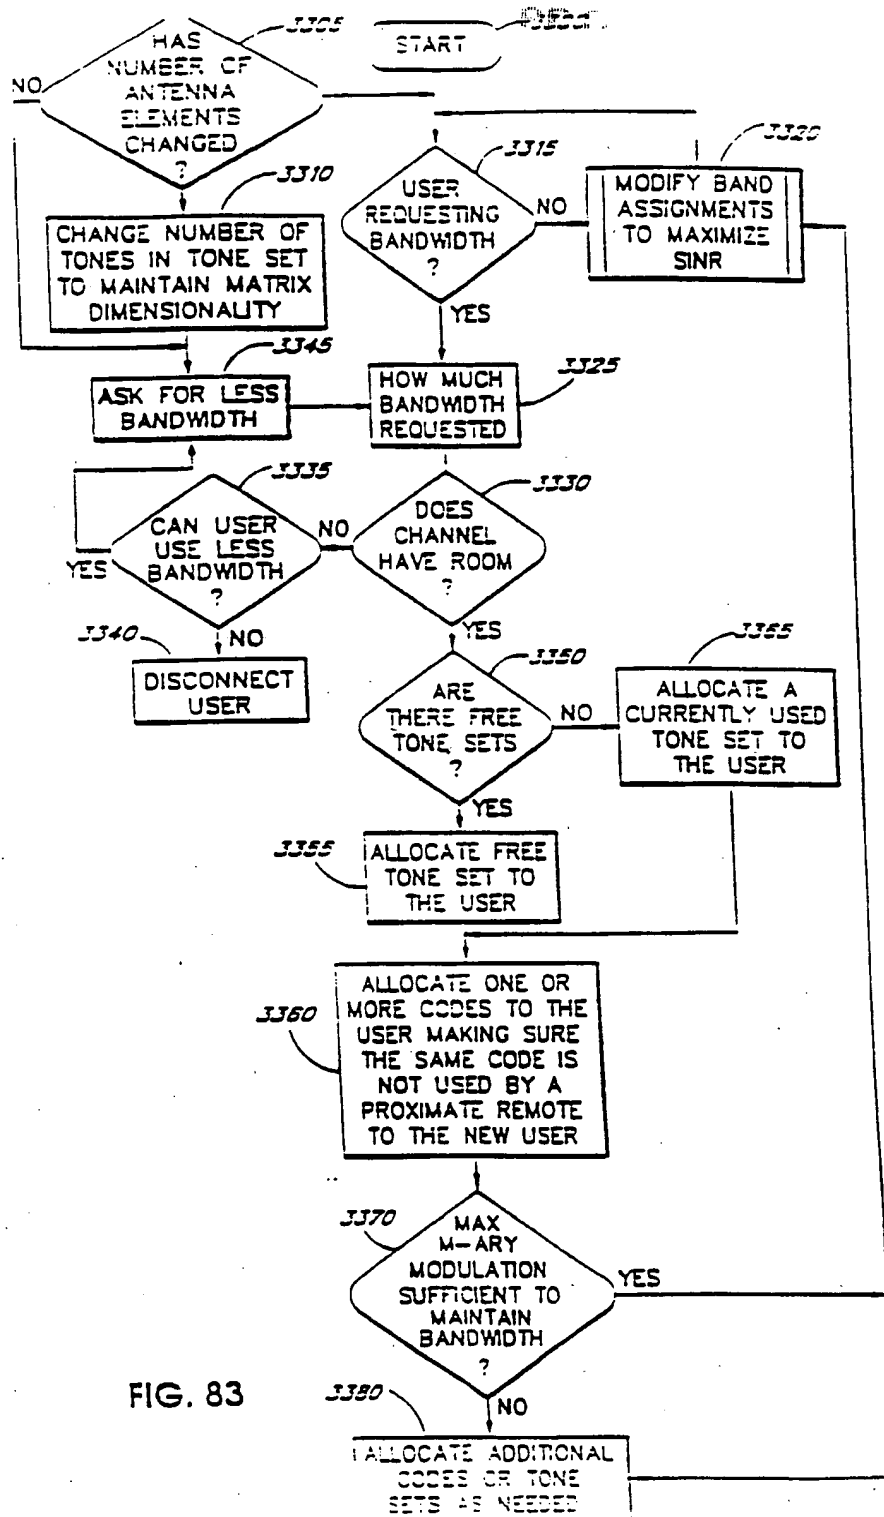 3305
HAS
NUMBER OF
ANTENNA
ELEMENTS
CHANGED
?
NO
START
3310
CHANGE NUMBER OF
TONES IN TONE SET
TO MAINTAIN MATRIX
DIMENSIONALITY
3315
USER
REQUESTING
BANDWIDTH
?
NO
YES
3320
MODIFY BAND
ASSIGNMENTS
TO MAXIMIZE
SINR
3345
ASK FOR LESS
BANDWIDTH
3325
HOW MUCH
BANDWIDTH
REQUESTED
3335
CAN USER
USE LESS
BANDWIDTH
?
YES
NO
NO
3330
DOES
CHANNEL
HAVE ROOM
?
YES
3340
DISCONNECT
USER
3350
ARE
THERE FREE
TONE SETS
?
NO
YES
3365
ALLOCATE A
CURRENTLY USED
TONE SET TO
THE USER
3355
ALLOCATE FREE
TONE SET TO
THE USER
3360
ALLOCATE ONE OR
MORE CODES TO THE
USER MAKING SURE
THE SAME CODE IS
NOT USED BY A
PROXIMATE REMOTE
TO THE NEW USER
3370
MAX
M-ARY
MODULATION
SUFFICIENT TO
MAINTAIN
BANDWIDTH
?
YES
NO
3380
ALLOCATE ADDITIONAL
CODES OR TONE
SETS AS NEEDED
FIG. 83